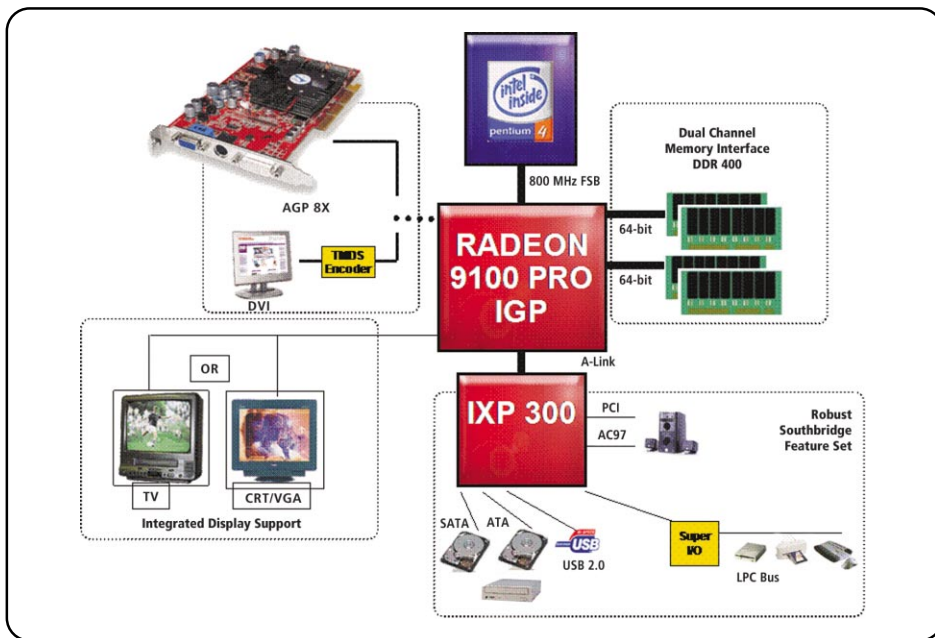 intel
inside
pentium 4
Dual Channel
Memory Interface
DDR 400
800 MHz FSB
AGP 8X
64-bit
64-bit
RADEON
9100 PRO
IGP
TMDS
Encoder
DVI
A-Link
OR
TV
CRT/VGA
Integrated Display Support
IXP 300
PCI
AC97
Robust
Southbridge
Feature Set
SATA
ATA
USB
USB 2.0
Super
I/O
LPC Bus